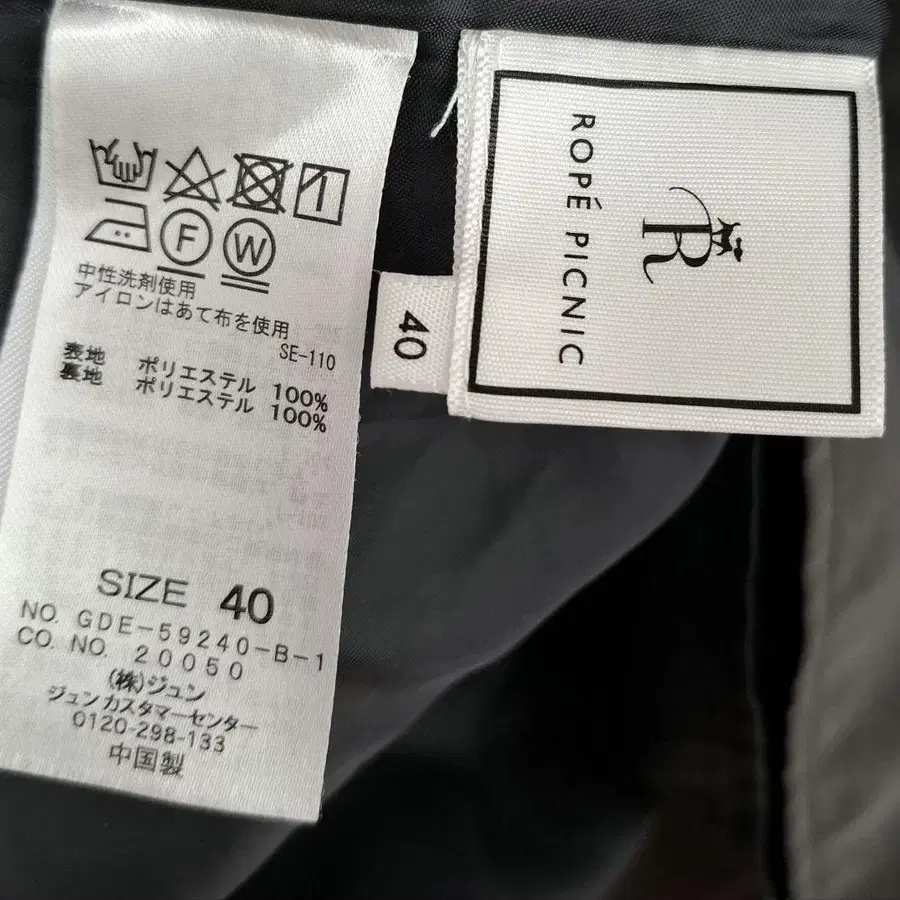 F W
中性洗剤使用
アイロンはあて布を使用
SE-110
表地 ポリエステル 100%
裏地 ポリエステル 100%
SIZE 40
NO. GDE-59240-B-1
CO. NO. 20050
(株)ジュン
ジュン カスタマーセンター
0120-298-133
中国製
40
R
ROPÉ PICNIC